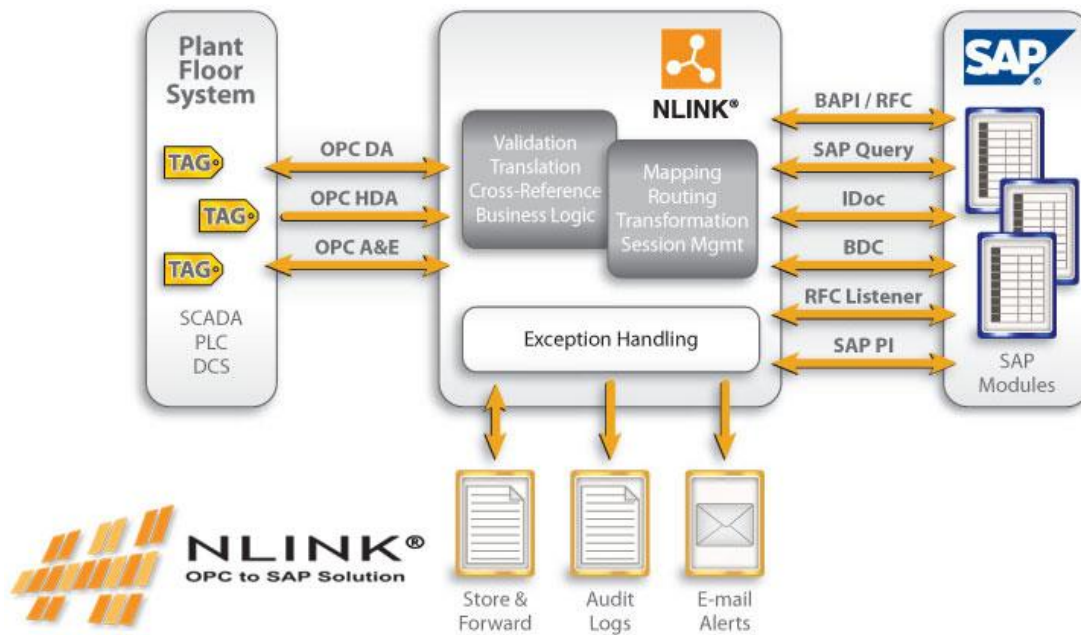 Plant
Floor
System
TAG
TAG
TAG
SCADA
PLC
DCS
OPC DA
OPC HDA
OPC A&E
NLINK®
Validation
Translation
Cross-Reference
Business Logic
Mapping
Routing
Transformation
Session Mgmt
Exception Handling
BAPI / RFC
SAP Query
IDoc
BDC
RFC Listener
SAP PI
SAP®
SAP
Modules
Store &
Forward
Audit
Logs
E-mail
Alerts
NLINK®
OPC to SAP Solution